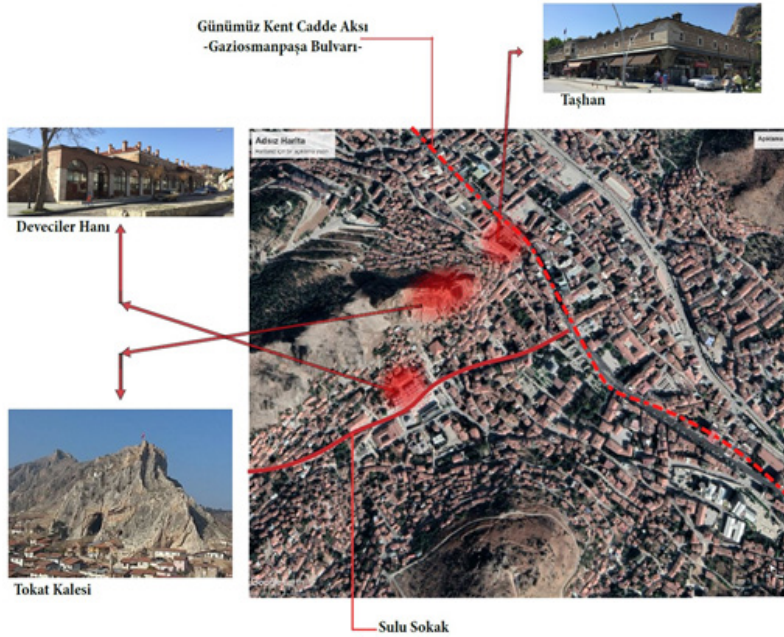 Günümüz Kent Cadde Aksı
-Gaziosmanpaşa Bulvarı-
Taşhan
Adsız Harita
Deveciler Hanı
Tokat Kalesi
Sulu Sokak